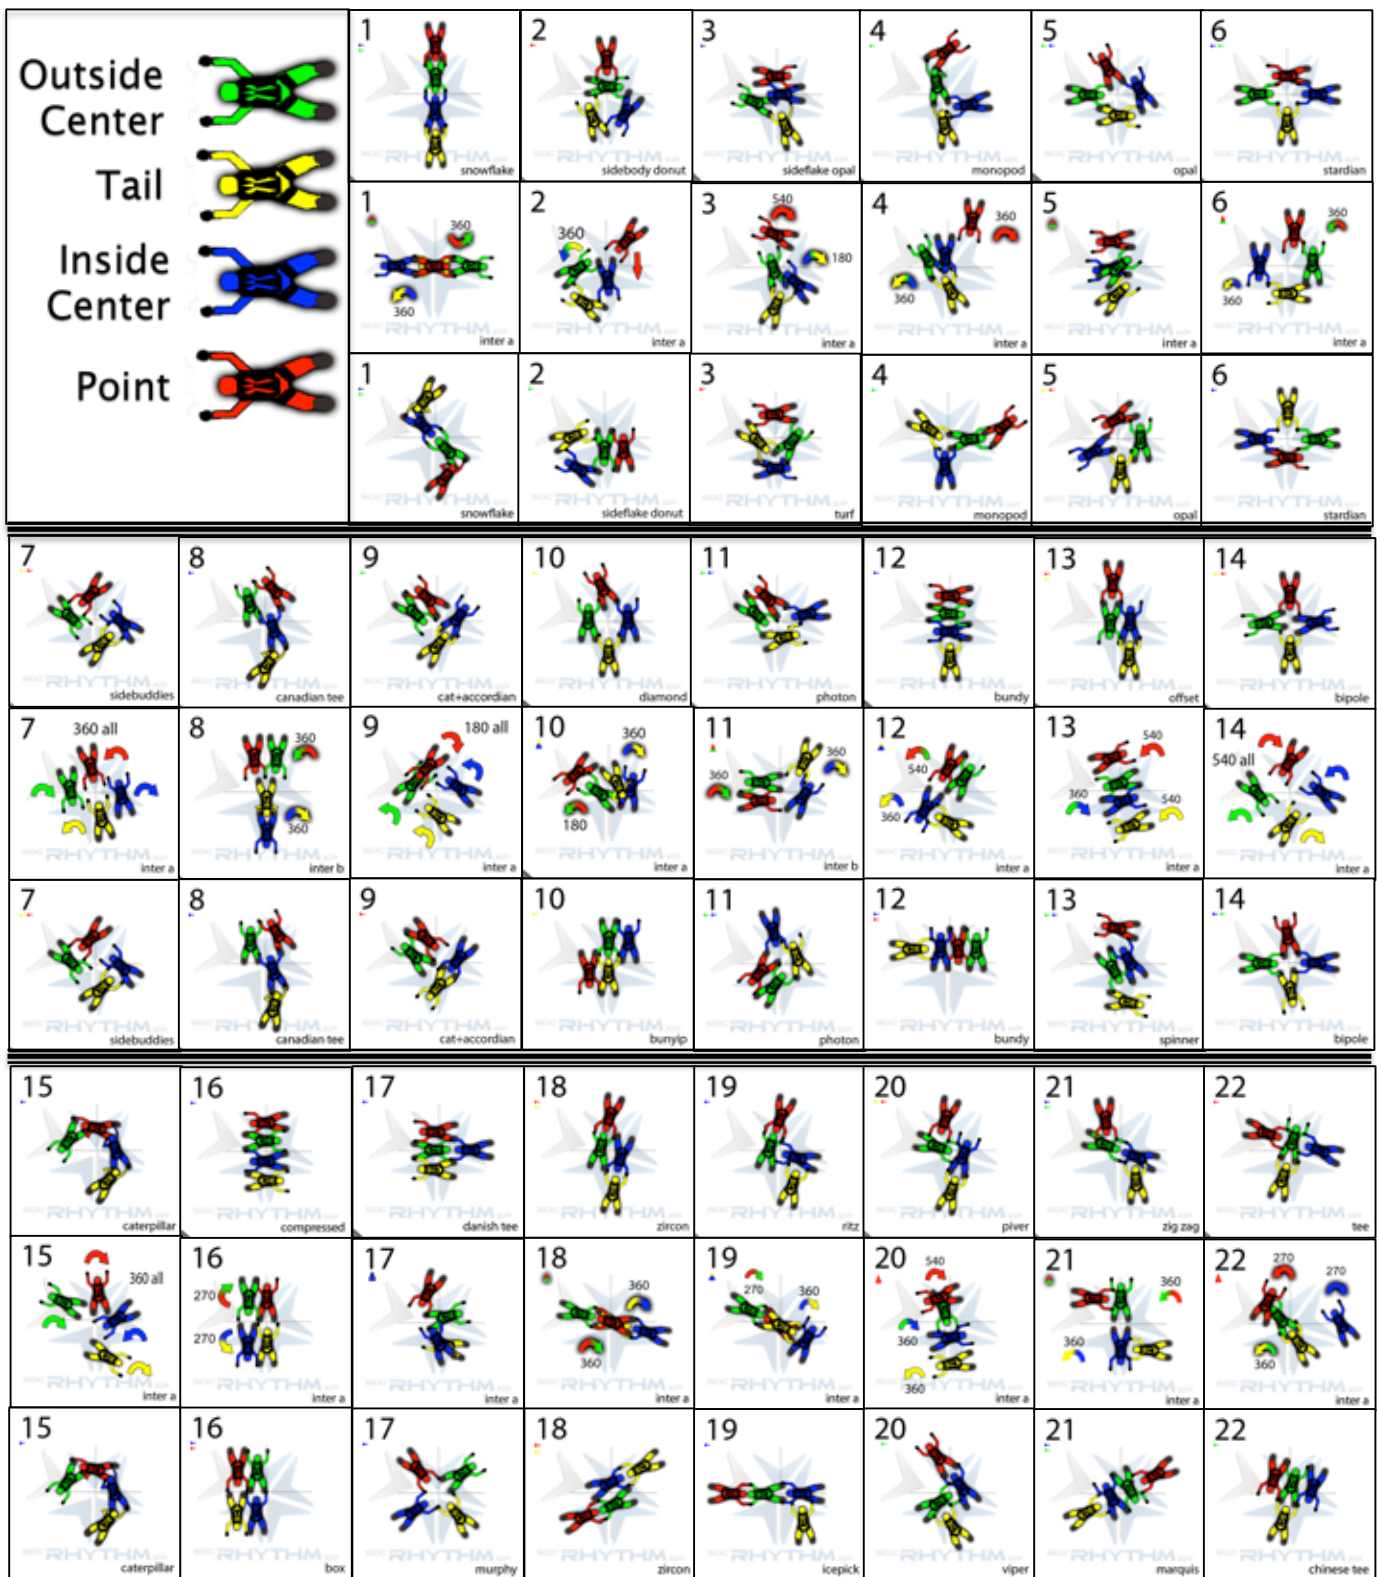 Outside
Center
Tail
Inside
Center
Point
1 2 3 4 5 6
snowflake sidebody donut sideflake opal monopod opal stardian
1 2 3 4 5 6
360 360 540 360 360
180
360 360 360
inter a inter a inter a inter a inter a inter a
1 2 3 4 5 6
snowflake sideflake donut turf monopod opal stardian
7 8 9 10 11 12 13 14
sidebuddies canadian tee cat+accordian diamond photon bundy offset bipole
7 8 9 10 11 12 13 14
360 all 360 180 all 360 360 540 540 540 all
360 180 360 360 360 540
inter a inter b inter a inter a inter b inter a inter a inter a
7 8 9 10 11 12 13 14
sidebuddies canadian tee cat+accordian bunyip photon bundy spinner bipole
15 16 17 18 19 20 21 22
caterpillar compressed danish tee zircon ritz piver zig zag tee
15 16 17 18 19 20 21 22
360 all 270 360 270 360 540 360 270 270
270 360 360 360 360 360
inter a inter a inter a inter a inter a inter a inter a inter a
15 16 17 18 19 20 21 22
caterpillar box murphy zircon icepick viper marquis chinese tee